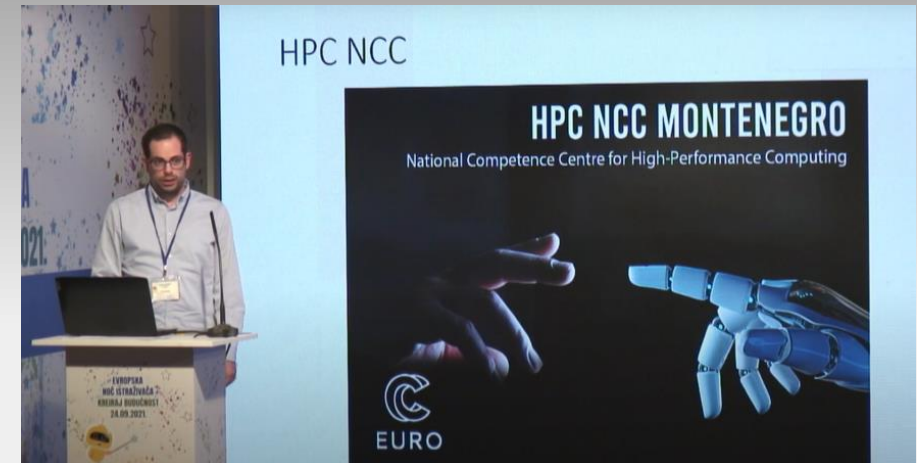 HPC NCC
HPC NCC MONTENEGRO
National Competence Centre for High-Performance Computing
EURO
A
021.
EVROPSKA
NOĆ ISTRAŽIVAČA
KREIRAJ BUDUĆNOST
24.09.2021.